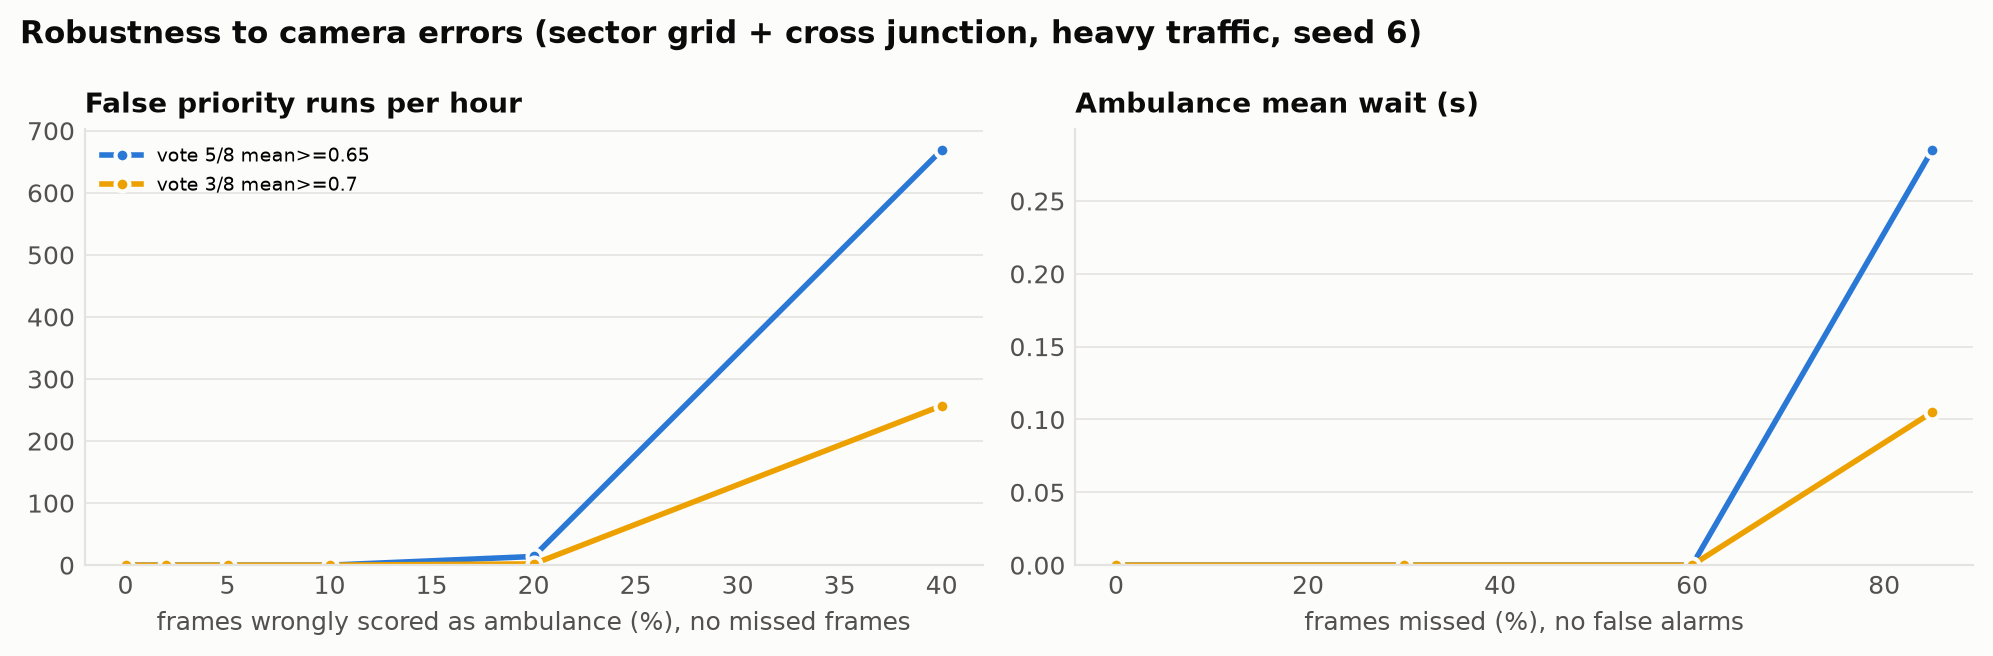 Robustness to camera errors (sector grid + cross junction, heavy traffic, seed 6)
False priority runs per hour
700
600
500
400
300
200
100
0
vote 5/8 mean>=0.65
vote 3/8 mean>=0.7
0 5 10 15 20 25 30 35 40
frames wrongly scored as ambulance (%), no missed frames
Ambulance mean wait (s)
0.25
0.20
0.15
0.10
0.05
0.00
0 20 40 60 80
frames missed (%), no false alarms